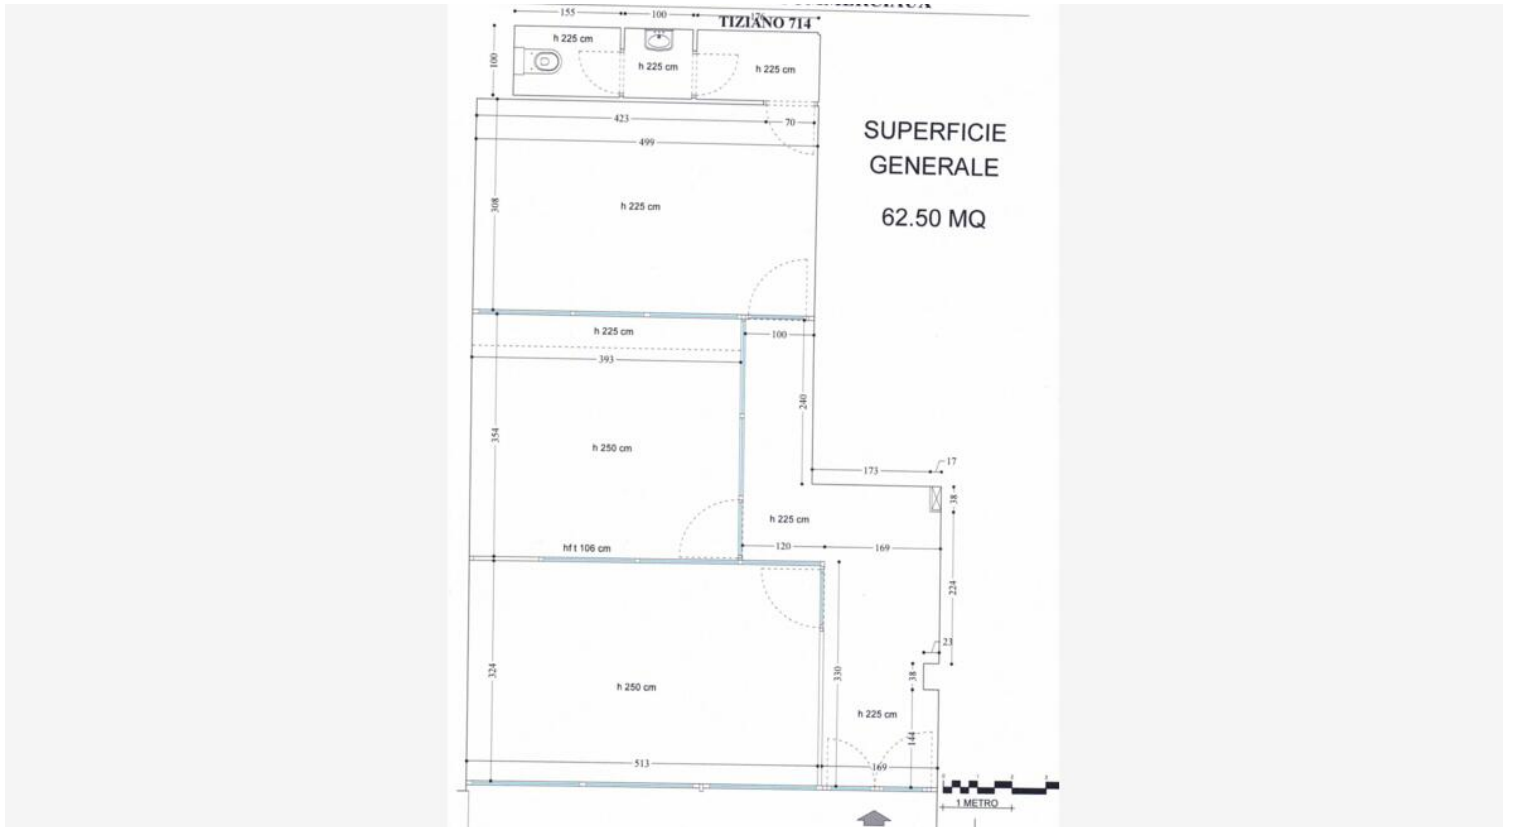 TIZIANO 714
155
100
h 225 cm
h 225 cm
h 225 cm
100
423
70
499
SUPERFICIE
GENERALE
62.50 MQ
308
h 225 cm
h 225 cm
100
393
240
354
h 250 cm
173
17
38
h 225 cm
hf t 106 cm
120
169
224
23
324
h 250 cm
330
38
h 225 cm
144
513
169
1 METRO